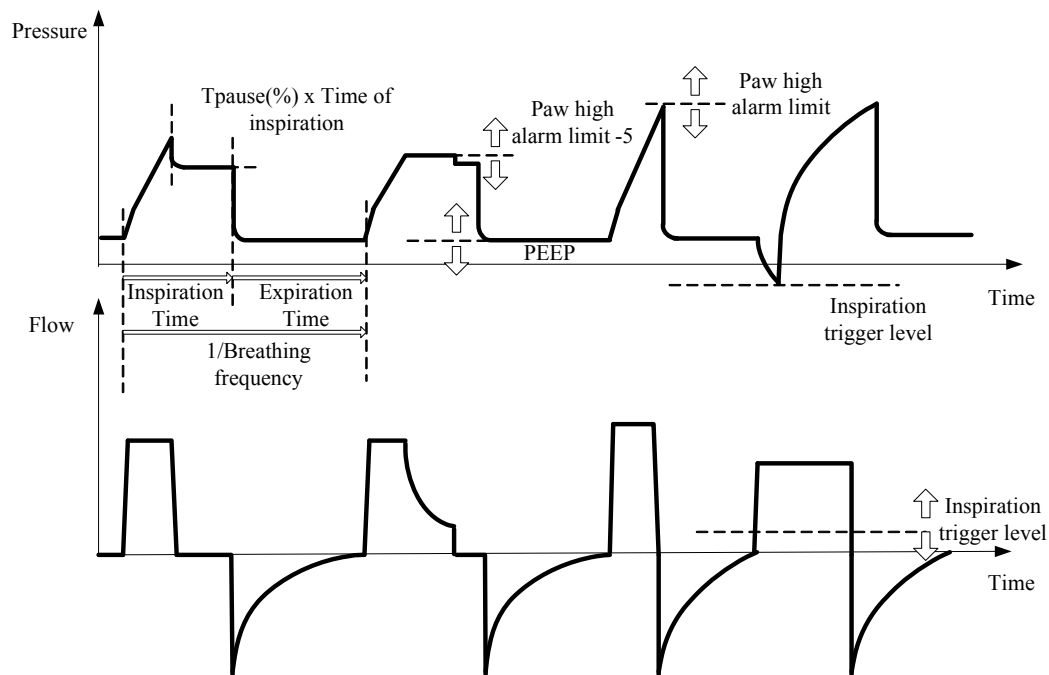 Pressure
Tpause(%) x Time of
inspiration
Paw high
alarm limit -5
Paw high
alarm limit
PEEP
Inspiration
Time
Expiration
Time
1/Breathing
frequency
Inspiration
trigger level
Time
Flow
Inspiration
trigger level
Time